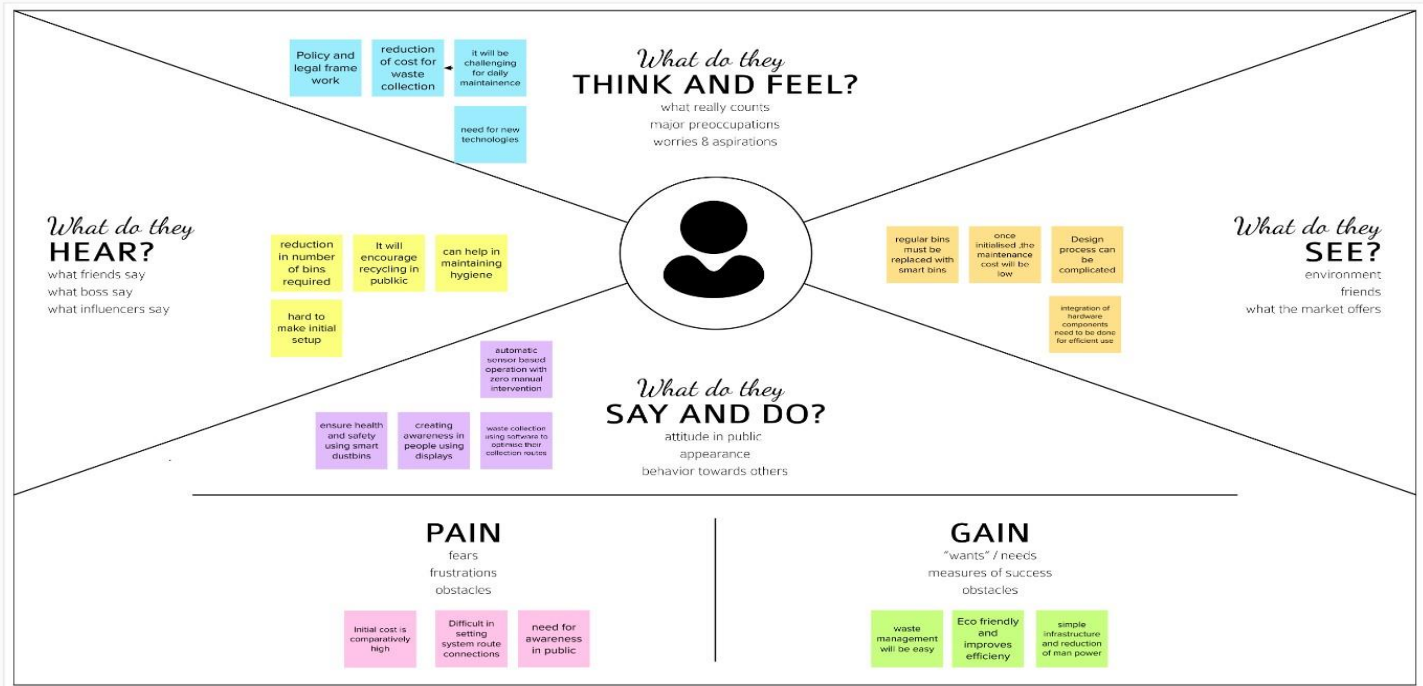 Policy and
legal frame
work
reduction
of cost for
waste
collection
it will be
challenging
for daily
maintainence
need for new
technologies
What do they
THINK AND FEEL?
what really counts
major preoccupations
worries & aspirations
What do they
HEAR?
what friends say
what boss say
what influencers say
reduction
in number
of bins
required
It will
encourage
recycling in
publkic
can help in
maintaining
hygiene
hard to
make initial
setup
regular bins
must be
replaced with
smart bins
once
initialised ,the
maintenance
cost will be
low
Design
process can
be
complicated
integration of
hardware
components
need to be done
for efficient use
What do they
SEE?
environment
friends
what the market offers
automatic
sensor based
operation with
zero manual
intervention
ensure health
and safety
using smart
dustbins
creating
awareness in
people using
displays
waste collection
using software to
optimise their
collection routes
What do they
SAY AND DO?
attitude in public
appearance
behavior towards others
PAIN
fears
frustrations
obstacles
Initial cost is
comparatively
high
Difficult in
setting
system route
connections
need for
awareness
in public
GAIN
"wants" / needs
measures of success
obstacles
waste
management
will be easy
Eco friendly
and
improves
efficieny
simple
infrastructure
and reduction
of man power